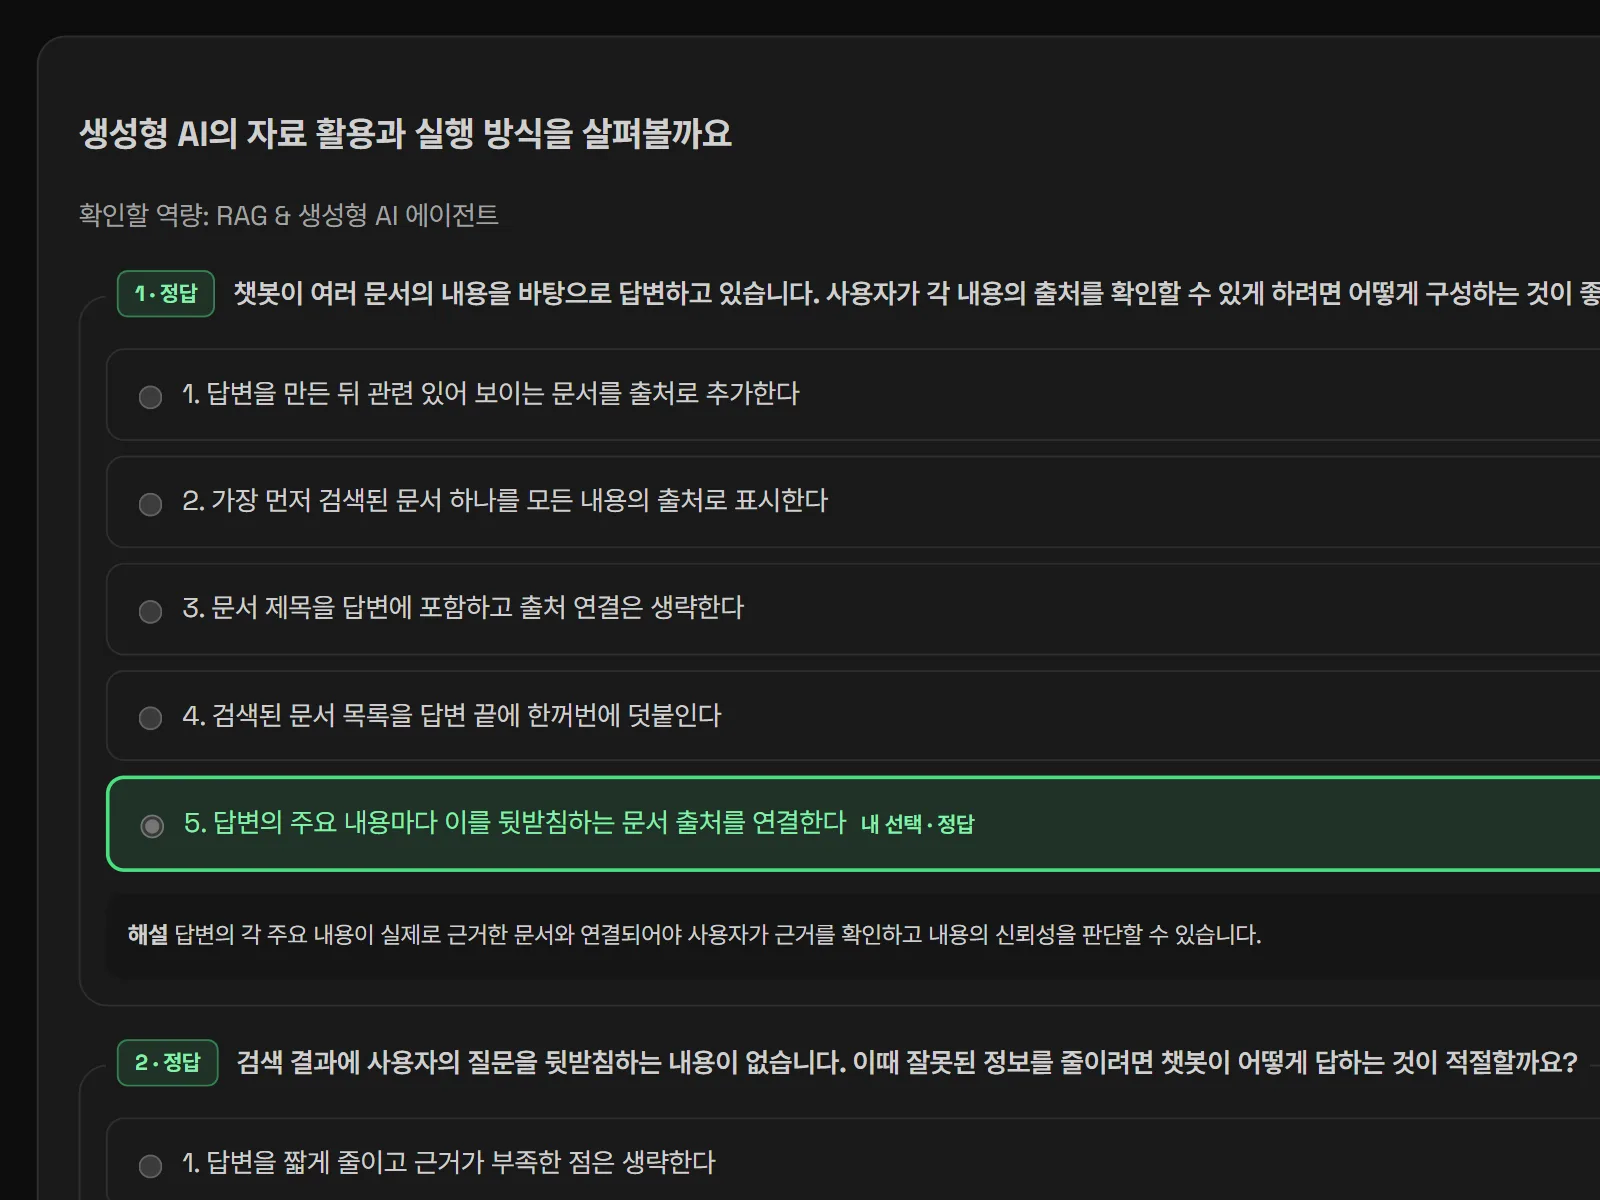 생성형 AI의 자료 활용과 실행 방식을 살펴볼까요
확인할 역량: RAG & 생성형 AI 에이전트
1 · 정답 챗봇이 여러 문서의 내용을 바탕으로 답변하고 있습니다. 사용자가 각 내용의 출처를 확인할 수 있게 하려면 어떻게 구성하는 것이 좋
1. 답변을 만든 뒤 관련 있어 보이는 문서를 출처로 추가한다
2. 가장 먼저 검색된 문서 하나를 모든 내용의 출처로 표시한다
3. 문서 제목을 답변에 포함하고 출처 연결은 생략한다
4. 검색된 문서 목록을 답변 끝에 한꺼번에 덧붙인다
5. 답변의 주요 내용마다 이를 뒷받침하는 문서 출처를 연결한다 내 선택 · 정답
해설 답변의 각 주요 내용이 실제로 근거한 문서와 연결되어야 사용자가 근거를 확인하고 내용의 신뢰성을 판단할 수 있습니다.
2 · 정답 검색 결과에 사용자의 질문을 뒷받침하는 내용이 없습니다. 이때 잘못된 정보를 줄이려면 챗봇이 어떻게 답하는 것이 적절할까요?
1. 답변을 짧게 줄이고 근거가 부족한 점은 생략한다